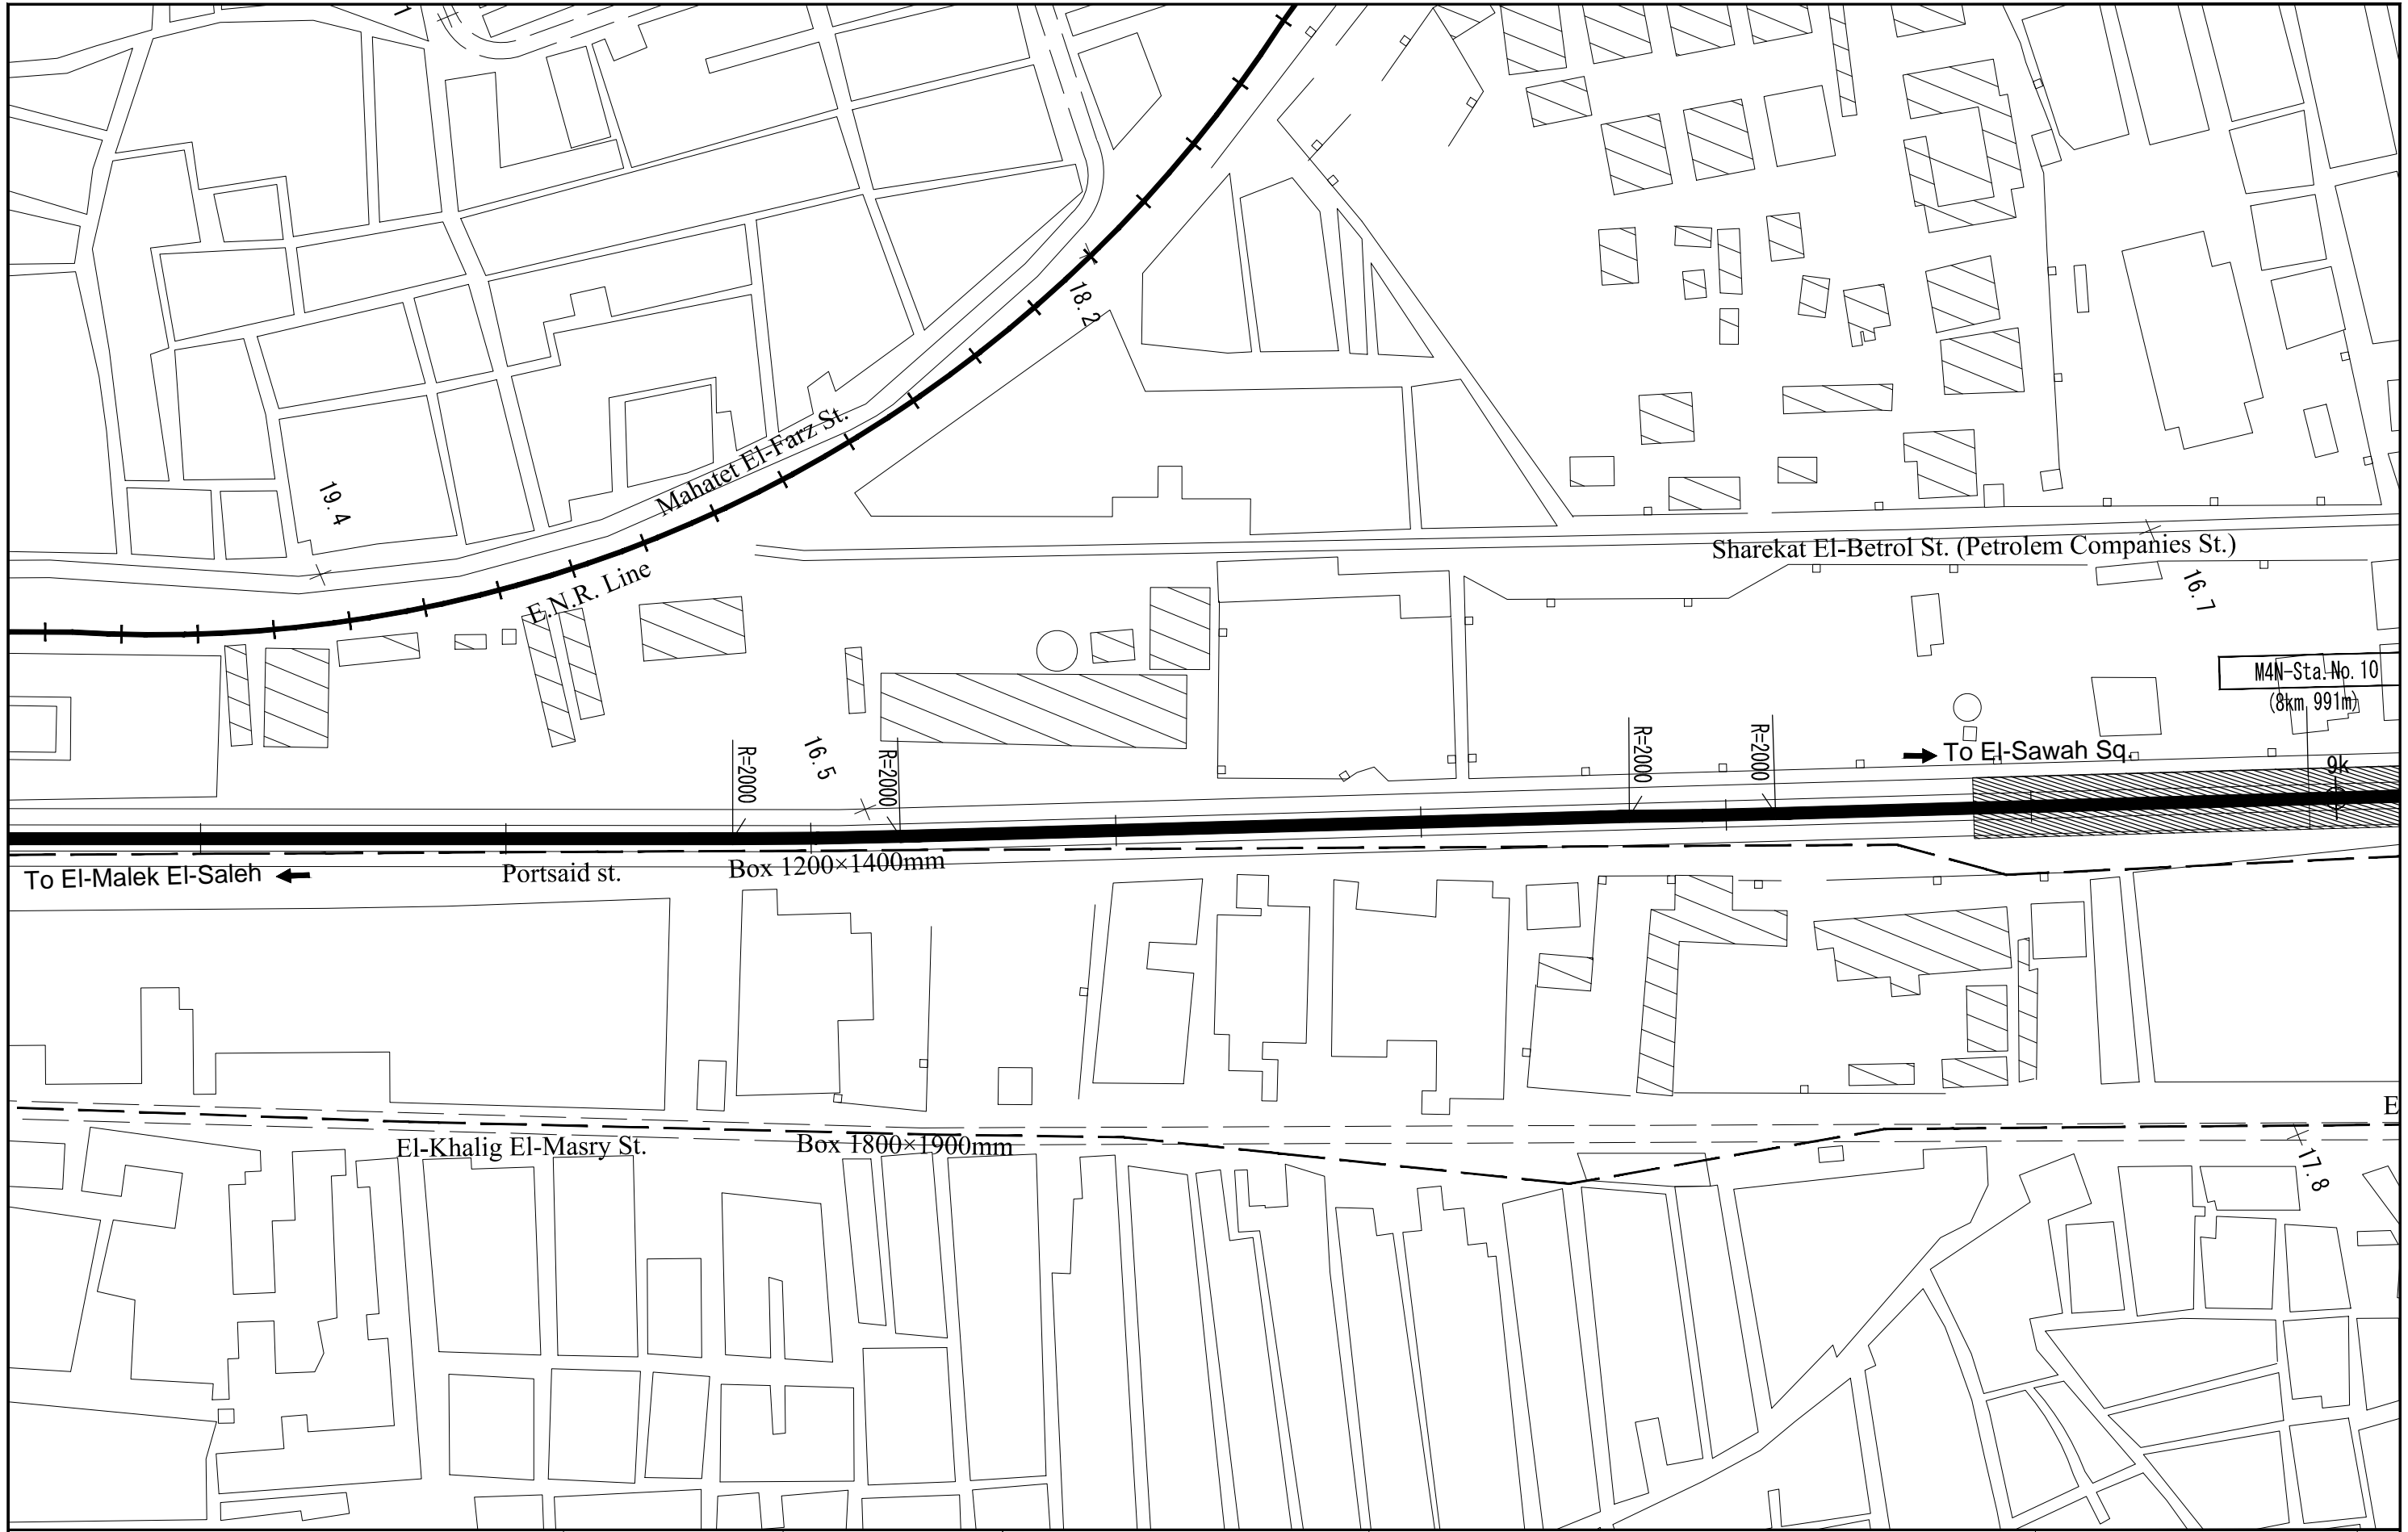 18.2
Mahatet El-Farz St.
19.4
E.N.R. Line
Sharekat El-Betrol St. (Petrolem Companies St.)
16.7
M4N-Sta.No.10
(8km 991m)
R=2000
16.5
R=2000
R=2000
R=2000
To El-Sawah Sq.
9k
To El-Malek El-Saleh
Portsaid st.
Box 1200×1400mm
E
El-Khalig El-Masry St.
Box 1800×1900mm
17.8